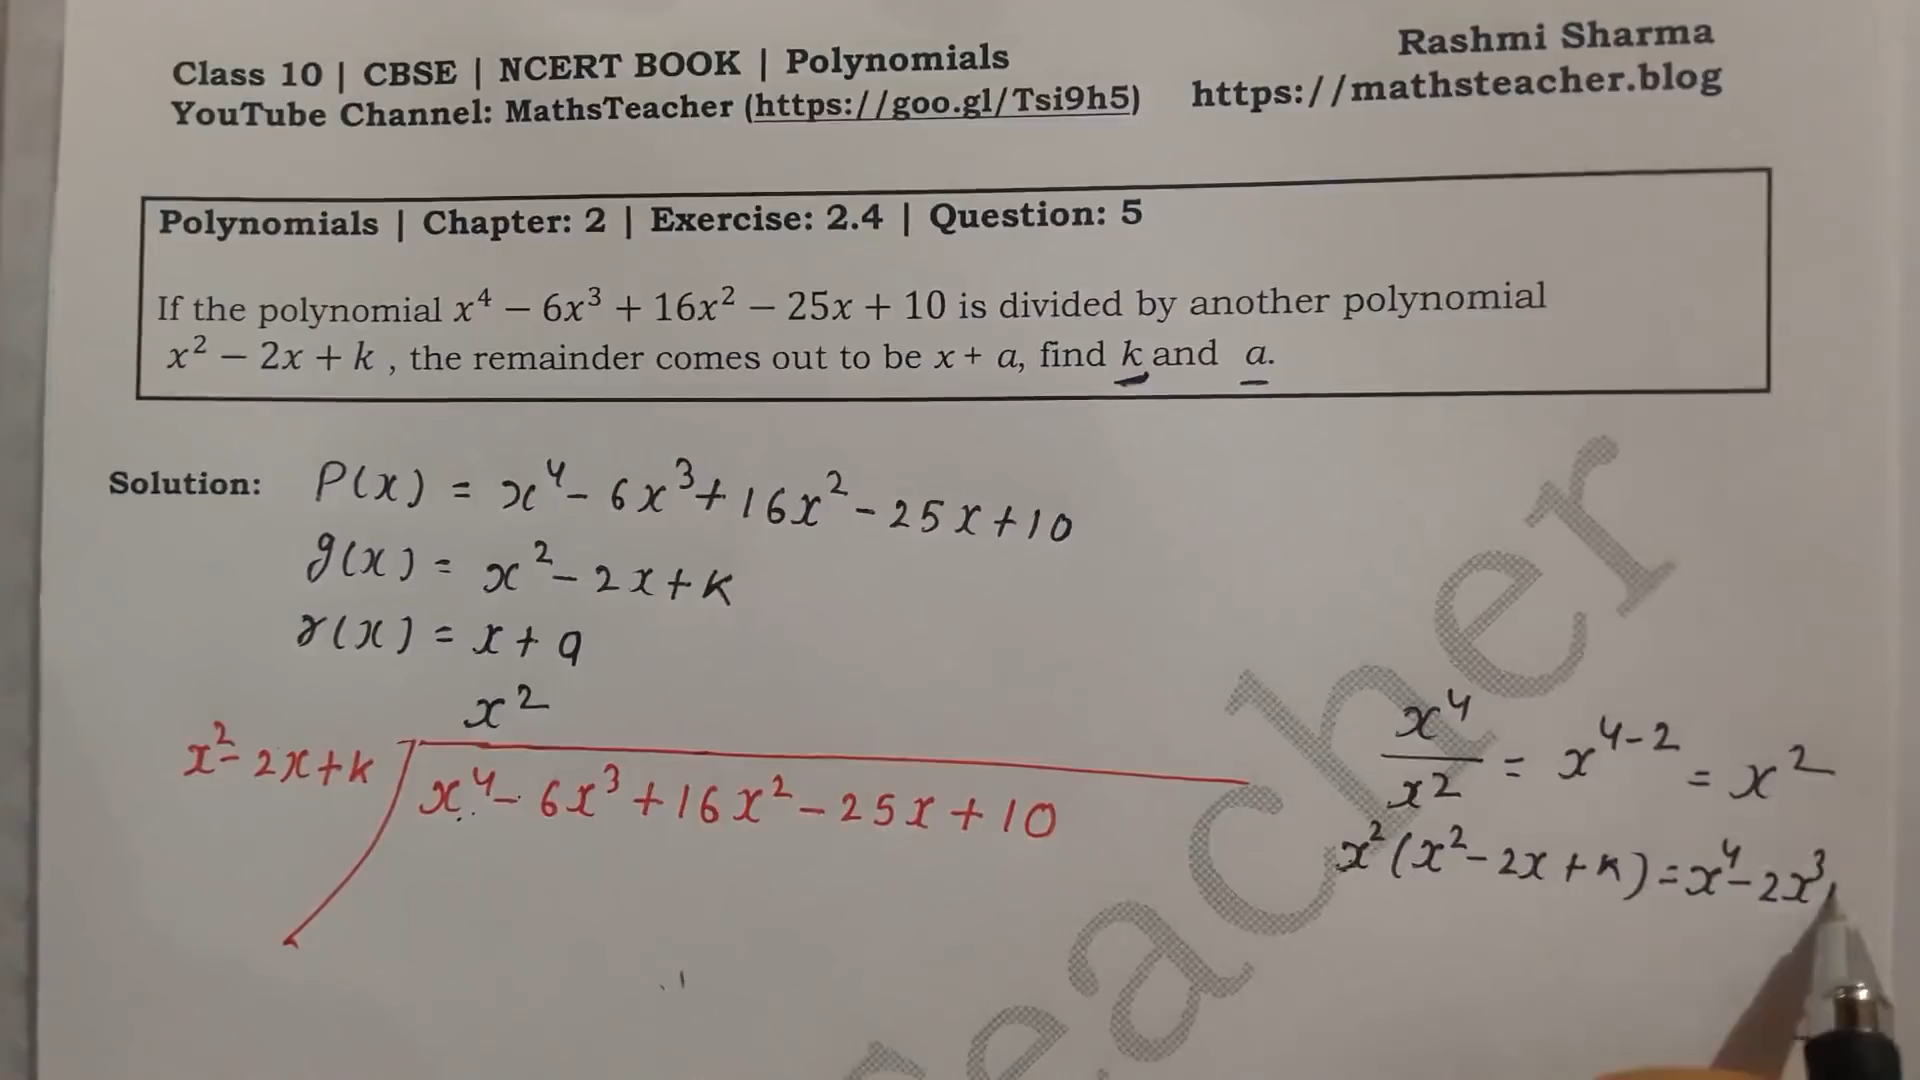 Class 10 | CBSE | NCERT BOOK | Polynomials
Rashmi Sharma
YouTube Channel: MathsTeacher (https://goo.gl/Tsi9h5)
https://mathsteacher.blog
Polynomials | Chapter: 2 | Exercise: 2.4 | Question: 5
If the polynomial x⁴ − 6x³ + 16x² − 25x + 10 is divided by another polynomial
x² − 2x + k , the remainder comes out to be x + a, find k and a.
Solution: P(x) = x⁴ - 6x³ + 16x² - 25x + 10
g(x) = x² - 2x + k
r(x) = x + a
x²
x² - 2x + k
x⁴ - 6x³ + 16x² - 25x + 10
x⁴/x² = x⁴⁻² = x²
x²(x² - 2x + k) = x⁴ - 2x³
eacher